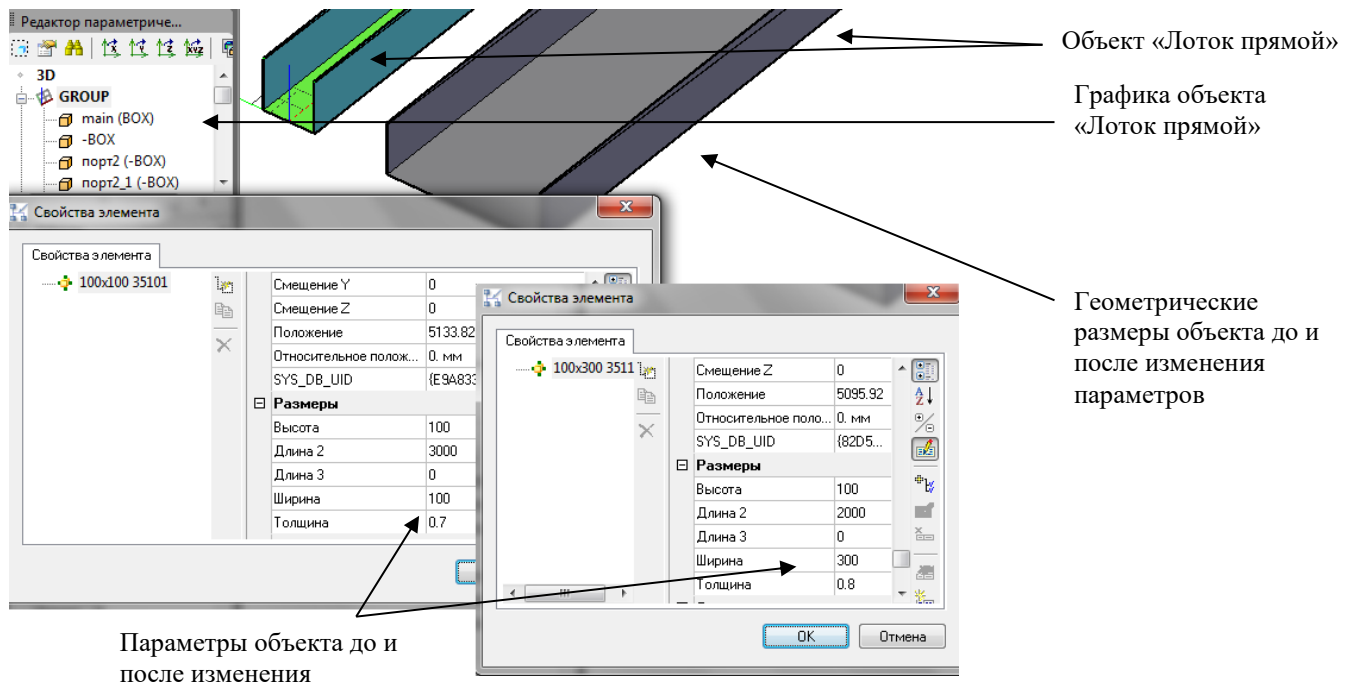 Редактор параметриче...
3D
GROUP
main (BOX)
-BOX
порт2 (-BOX)
порт2_1 (-BOX)
Объект «Лоток прямой»
Графика объекта
«Лоток прямой»
Геометрические
размеры объекта до и
после изменения
параметров
Свойства элемента
Свойства элемента
100x100 35101
Смещение Y 0
Смещение Z 0
Положение 5133.82
Относительное полож... 0. мм
SYS_DB_UID {E9A833
Размеры
Высота 100
Длина 2 3000
Длина 3 0
Ширина 100
Толщина 0.7
Свойства элемента
Свойства элемента
100x300 3511
Смещение Z 0
Положение 5095.92
Относительное поло... 0. мм
SYS_DB_UID {82D5...
Размеры
Высота 100
Длина 2 2000
Длина 3 0
Ширина 300
Толщина 0.8
OK Отмена
Параметры объекта до и
после изменения